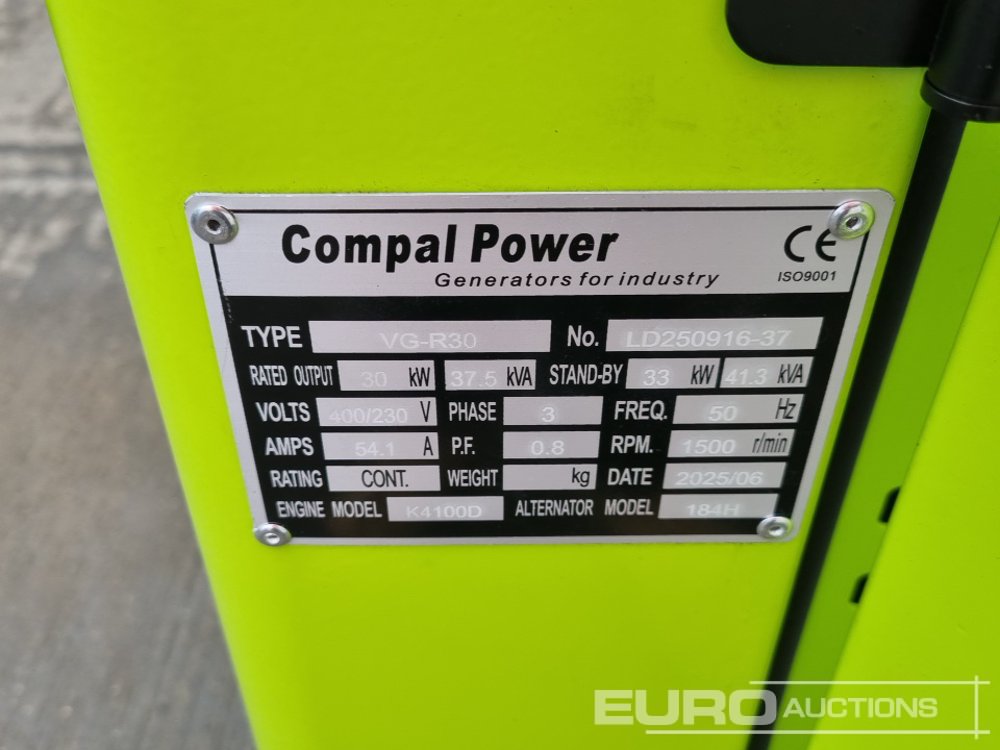 Compal Power
Generators for industry
CE
ISO9001
TYPE VG-R30 No. LD250916-37
RATED OUTPUT 30 kW 37.5 kVA STAND-BY 33 kW 41.3 kVA
VOLTS 400/230 V PHASE 3 FREQ. 50 Hz
AMPS 54.1 A P.F. 0.8 RPM. 1500 r/min
RATING CONT. WEIGHT kg DATE 2025/06
ENGINE MODEL K4100D ALTERNATOR MODEL 184H
EURO AUCTIONS